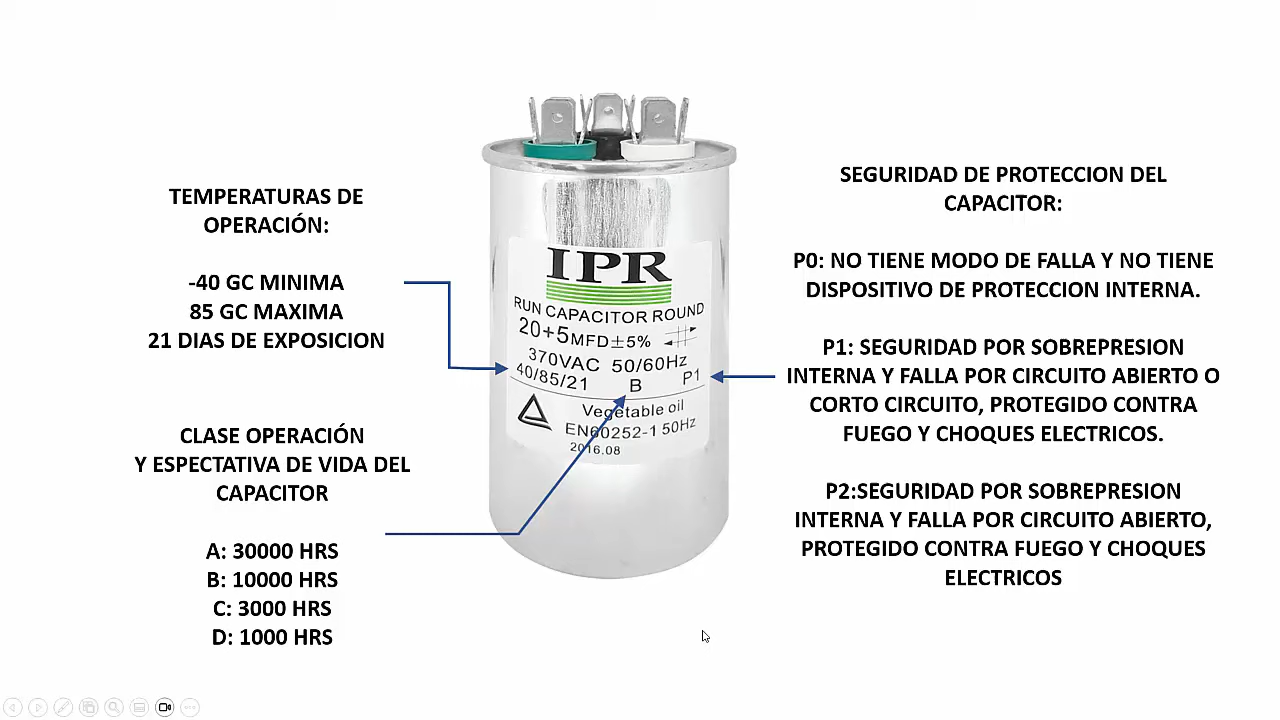 TEMPERATURAS DE
OPERACIÓN:
-40 GC MINIMA
85 GC MAXIMA
21 DIAS DE EXPOSICION
CLASE OPERACIÓN
Y ESPECTATIVA DE VIDA DEL
CAPACITOR
A: 30000 HRS
B: 10000 HRS
C: 3000 HRS
D: 1000 HRS
IPR
RUN CAPACITOR ROUND
20+5MFD±5%
370VAC 50/60Hz
40/85/21 B P1
Vegetable oil
EN60252-1 50Hz
2016.08
SEGURIDAD DE PROTECCION DEL
CAPACITOR:
P0: NO TIENE MODO DE FALLA Y NO TIENE
DISPOSITIVO DE PROTECCION INTERNA.
P1: SEGURIDAD POR SOBREPRESION
INTERNA Y FALLA POR CIRCUITO ABIERTO O
CORTO CIRCUITO, PROTEGIDO CONTRA
FUEGO Y CHOQUES ELECTRICOS.
P2:SEGURIDAD POR SOBREPRESION
INTERNA Y FALLA POR CIRCUITO ABIERTO,
PROTEGIDO CONTRA FUEGO Y CHOQUES
ELECTRICOS